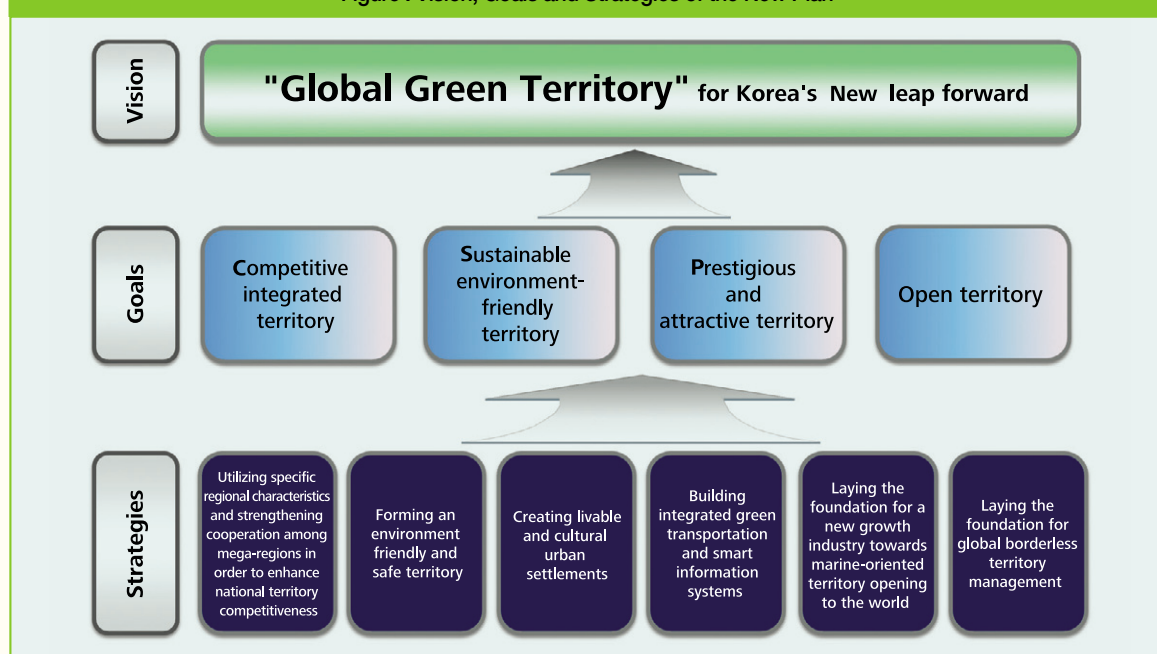 Vision
"Global Green Territory" for Korea's New leap forward
Goals
Competitive
integrated
territory
Sustainable
environment-
friendly
territory
Prestigious
and
attractive territory
Open territory
Strategies
Utilizing specific
regional characteristics
and strengthening
cooperation among
mega-regions in
order to enhance
national territory
competitiveness
Forming an
environment
friendly and
safe territory
Creating livable
and cultural
urban
settlements
Building
integrated green
transportation
and smart
information
systems
Laying the
foundation for a
new growth
industry towards
marine-oriented
territory opening
to the world
Laying the
foundation for
global borderless
territory
management